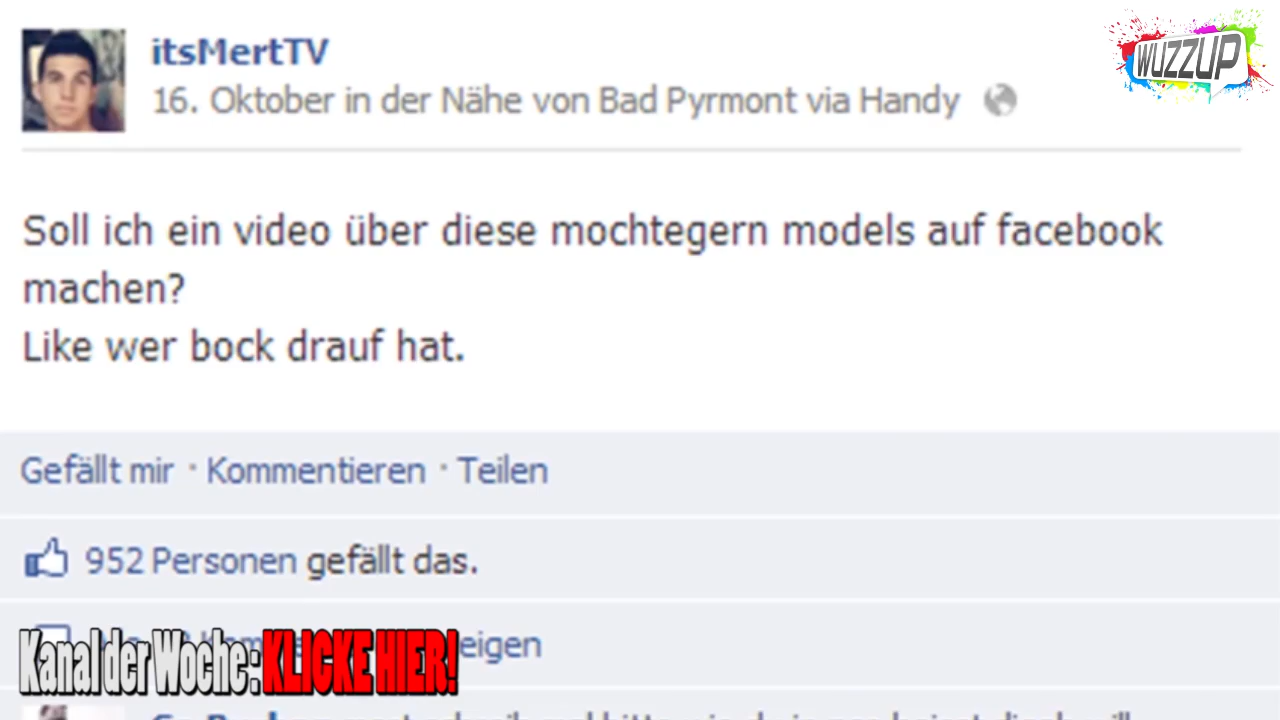 itsMertTV
WUZZUP
16. Oktober in der Nähe von Bad Pyrmont via Handy
Soll ich ein video über diese mochtegern models auf facebook
machen?
Like wer bock drauf hat.
Gefällt mir · Kommentieren · Teilen
952 Personen gefällt das.
Kanal der Woche: KLICKE HIER!